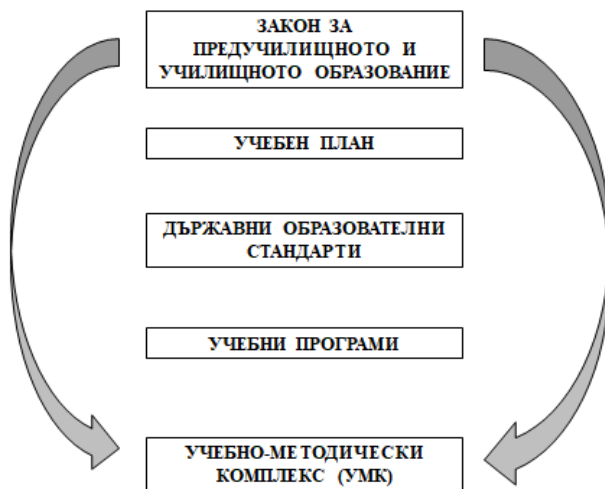 ЗАКОН ЗА
ПРЕДУЧИЛИЩНОТО И
УЧИЛИЩНОТО ОБРАЗОВАНИЕ
УЧЕБЕН ПЛАН
ДЪРЖАВНИ ОБРАЗОВАТЕЛНИ
СТАНДАРТИ
УЧЕБНИ ПРОГРАМИ
УЧЕБНО-МЕТОДИЧЕСКИ
КОМПЛЕКС (УМК)